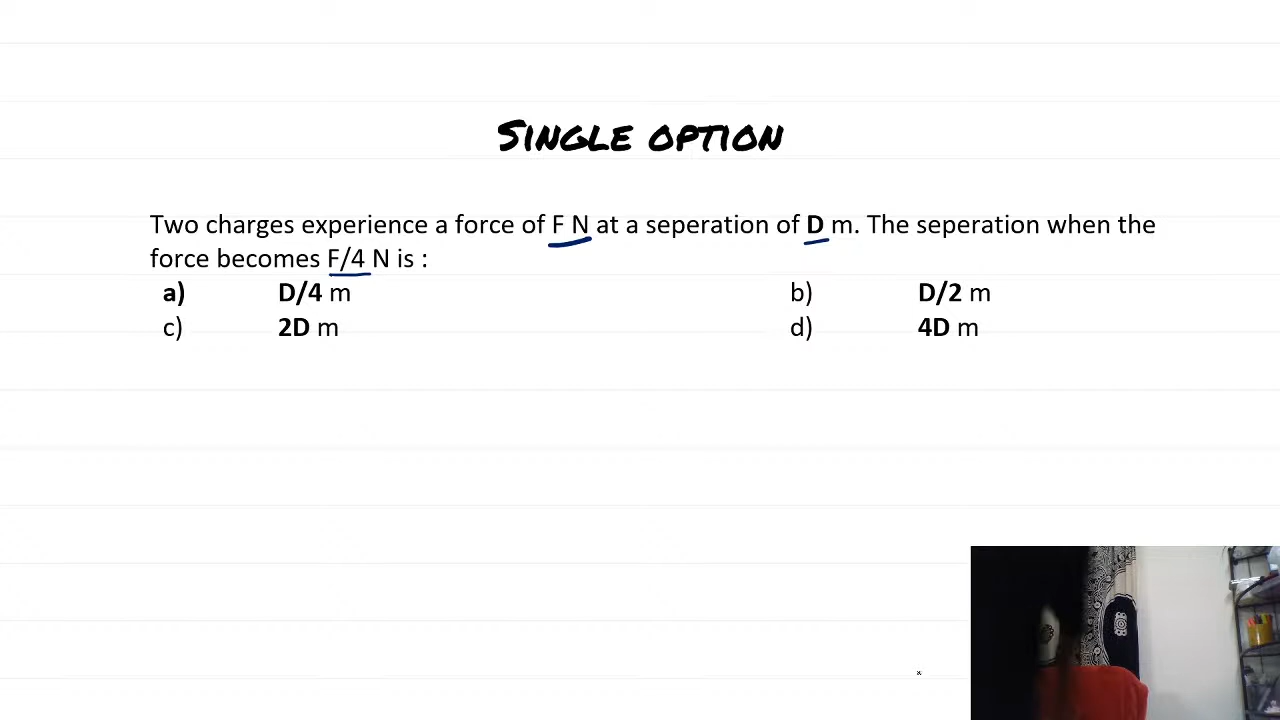 SINGLE OPTION
Two charges experience a force of F N at a seperation of D m. The seperation when the
force becomes F/4 N is :
a) D/4 m b) D/2 m
c) 2D m d) 4D m